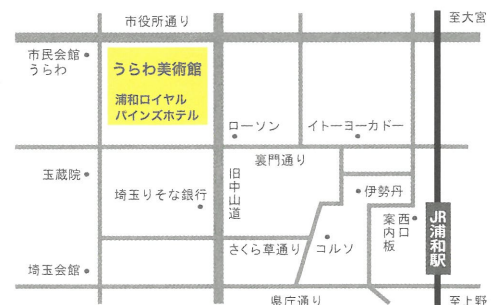 市役所通り
至大宮
市民会館
うらわ
うらわ美術館
浦和ロイヤル
パインズホテル
ローソン
イトーヨーカドー
裏門通り
玉蔵院
旧中山道
埼玉りそな銀行
伊勢丹
西口
案内板
JR浦和駅
さくら草通り
コルソ
埼玉会館
県庁通り
至上野